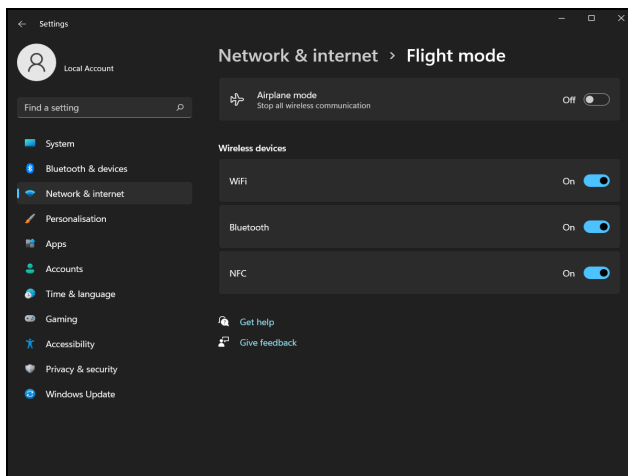 Settings
Local Account
Find a setting
System
Bluetooth & devices
Network & internet
Personalisation
Apps
Accounts
Time & language
Gaming
Accessibility
Privacy & security
Windows Update
Network & internet > Flight mode
Airplane mode
Stop all wireless communication
Off
Wireless devices
WiFi On
Bluetooth On
NFC On
Get help
Give feedback